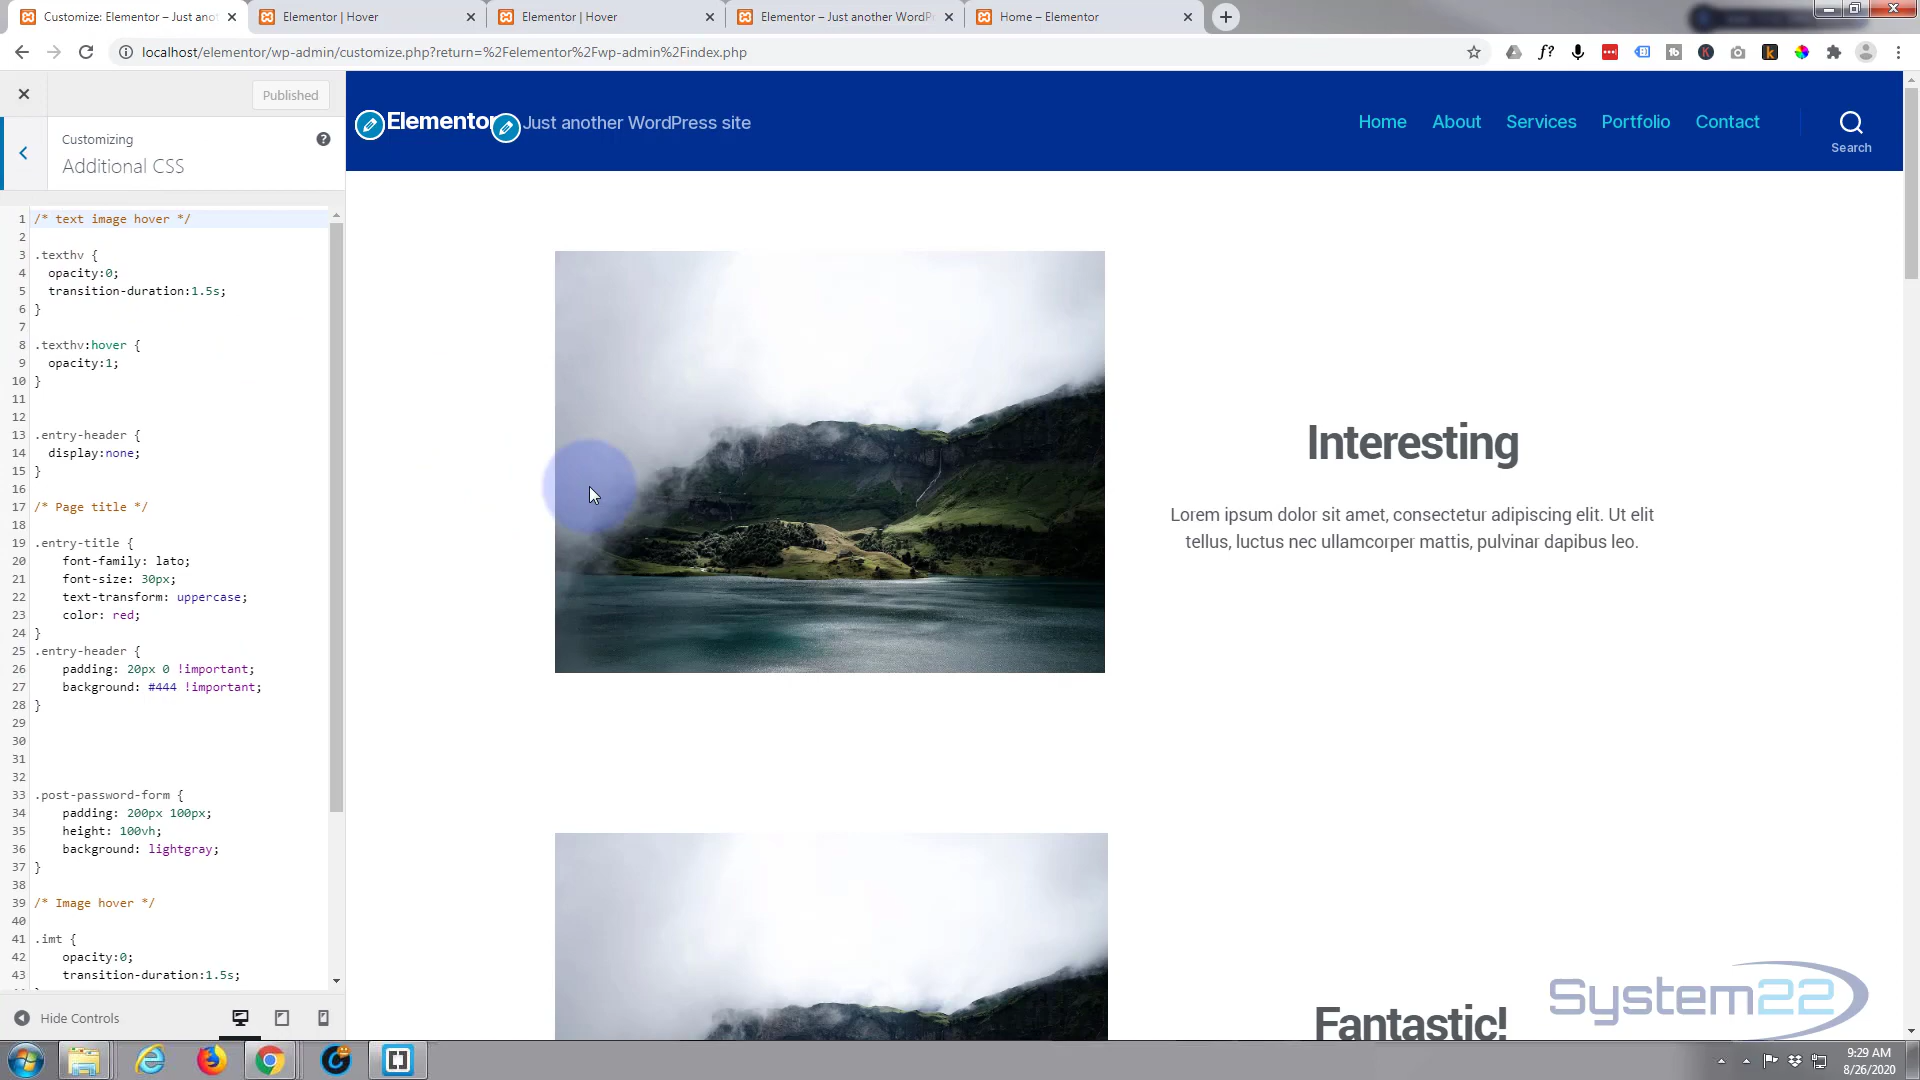 Customize: Elementor – Just ano
Elementor | Hover
Elementor | Hover
Elementor – Just another WordP
Home – Elementor
localhost/elementor/wp-admin/customize.php?return=%2Felementor%2Fwp-admin%2Findex.php
Published
Customizing
Additional CSS
1 /* text image hover */
2
3 .texthv {
4 opacity:0;
5 transition-duration:1.5s;
6 }
7
8 .texthv:hover {
9 opacity:1;
10 }
11
12
13 .entry-header {
14 display:none;
15 }
16
17 /* Page title */
18
19 .entry-title {
20 font-family: lato;
21 font-size: 30px;
22 text-transform: uppercase;
23 color: red;
24 }
25 .entry-header {
26 padding: 20px 0 !important;
27 background: #444 !important;
28 }
29
30
31
32
33 .post-password-form {
34 padding: 200px 100px;
35 height: 100vh;
36 background: lightgray;
37 }
38
39 /* Image hover */
40
41 .imt {
42 opacity:0;
43 transition-duration:1.5s;
Hide Controls
Elementor
Just another WordPress site
Home
About
Services
Portfolio
Contact
Search
Interesting
Lorem ipsum dolor sit amet, consectetur adipiscing elit. Ut elit
tellus, luctus nec ullamcorper mattis, pulvinar dapibus leo.
Fantastic!
System22
9:29 AM
8/26/2020